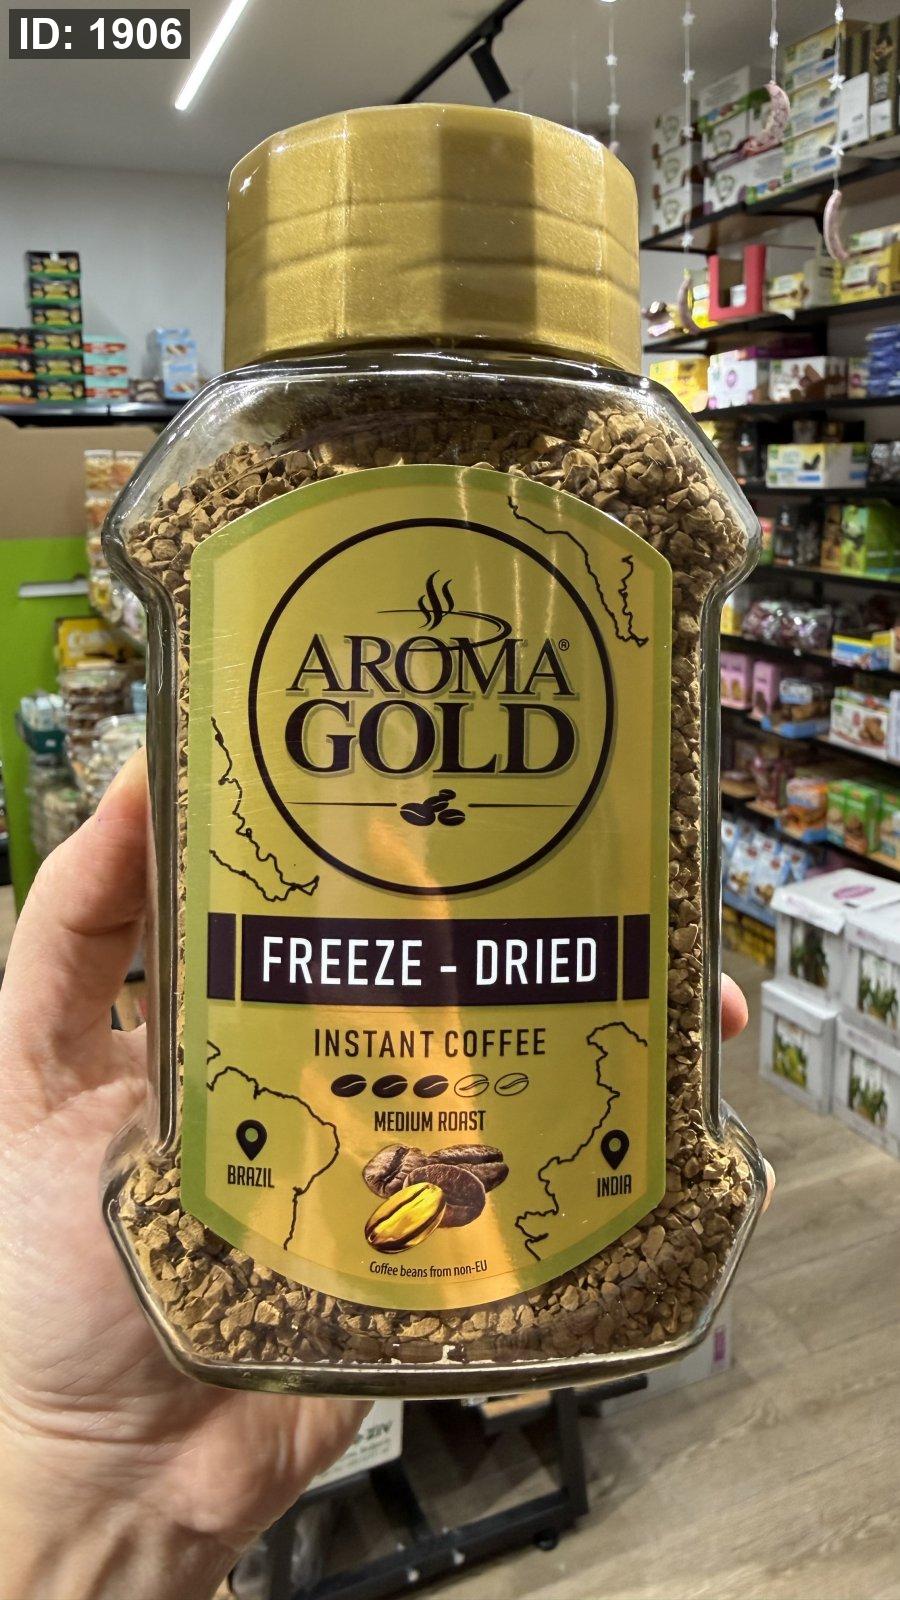 ID: 1906
AROMA®
GOLD
FREEZE - DRIED
INSTANT COFFEE
MEDIUM ROAST
BRAZIL
INDIA
Coffee beans from non-EU